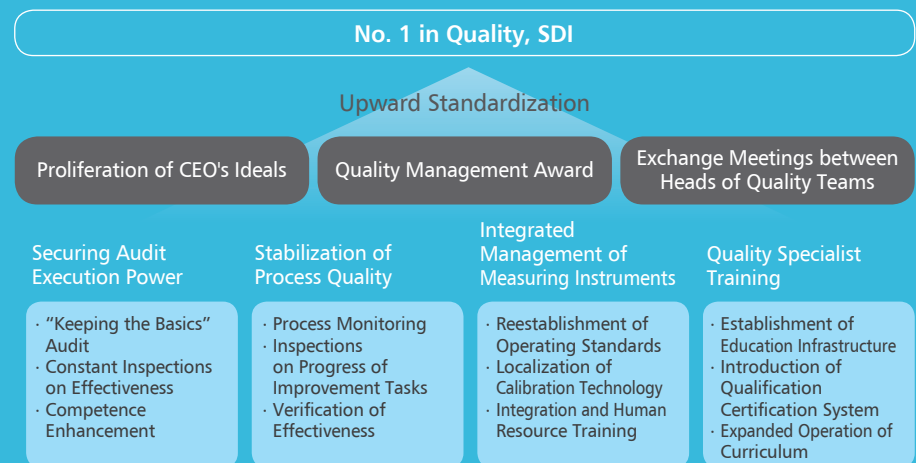 No. 1 in Quality, SDI
Upward Standardization
Proliferation of CEO's Ideals
Quality Management Award
Exchange Meetings between
Heads of Quality Teams
Securing Audit
Execution Power
· “Keeping the Basics”
Audit
· Constant Inspections
on Effectiveness
· Competence
Enhancement
Stabilization of
Process Quality
· Process Monitoring
· Inspections
on Progress of
Improvement Tasks
· Verification of
Effectiveness
Integrated
Management of
Measuring Instruments
· Reestablishment of
Operating Standards
· Localization of
Calibration Technology
· Integration and Human
Resource Training
Quality Specialist
Training
· Establishment of
Education Infrastructure
· Introduction of
Qualification
Certification System
· Expanded Operation of
Curriculum